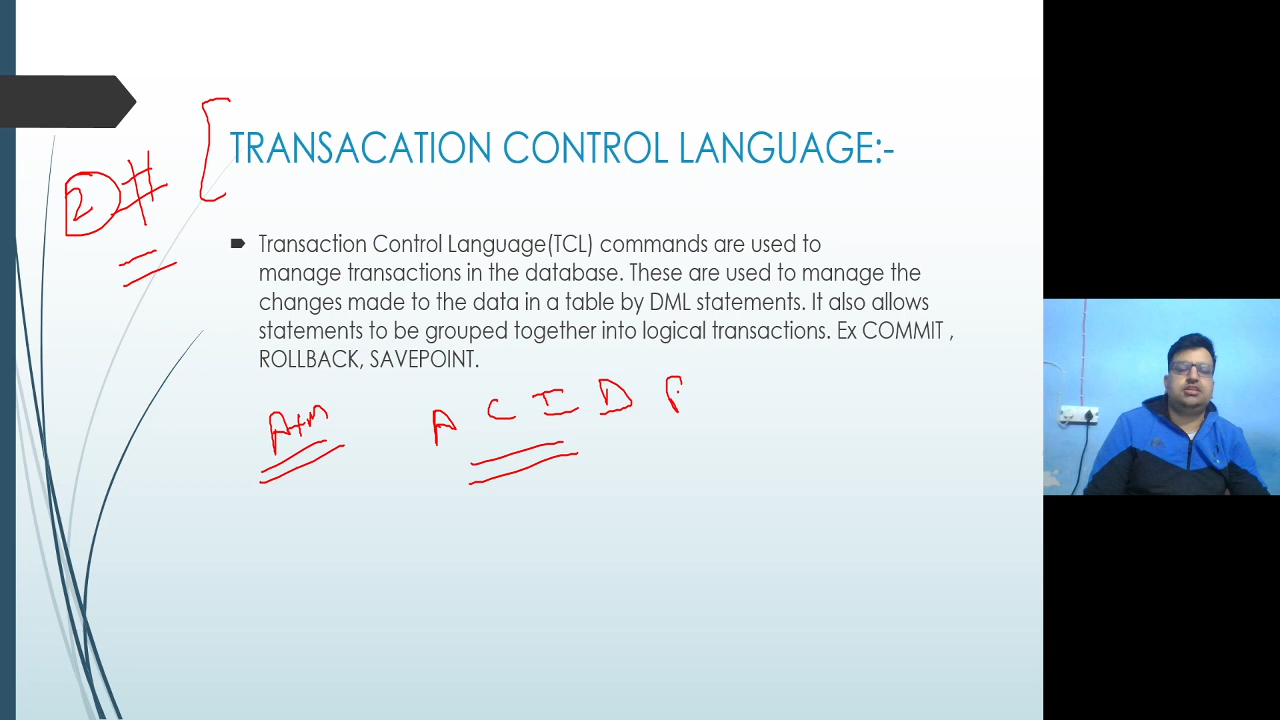 TRANSACATION CONTROL LANGUAGE:-
2 #
Transaction Control Language(TCL) commands are used to
manage transactions in the database. These are used to manage the
changes made to the data in a table by DML statements. It also allows
statements to be grouped together into logical transactions. Ex COMMIT ,
ROLLBACK, SAVEPOINT.
ATM A C I D